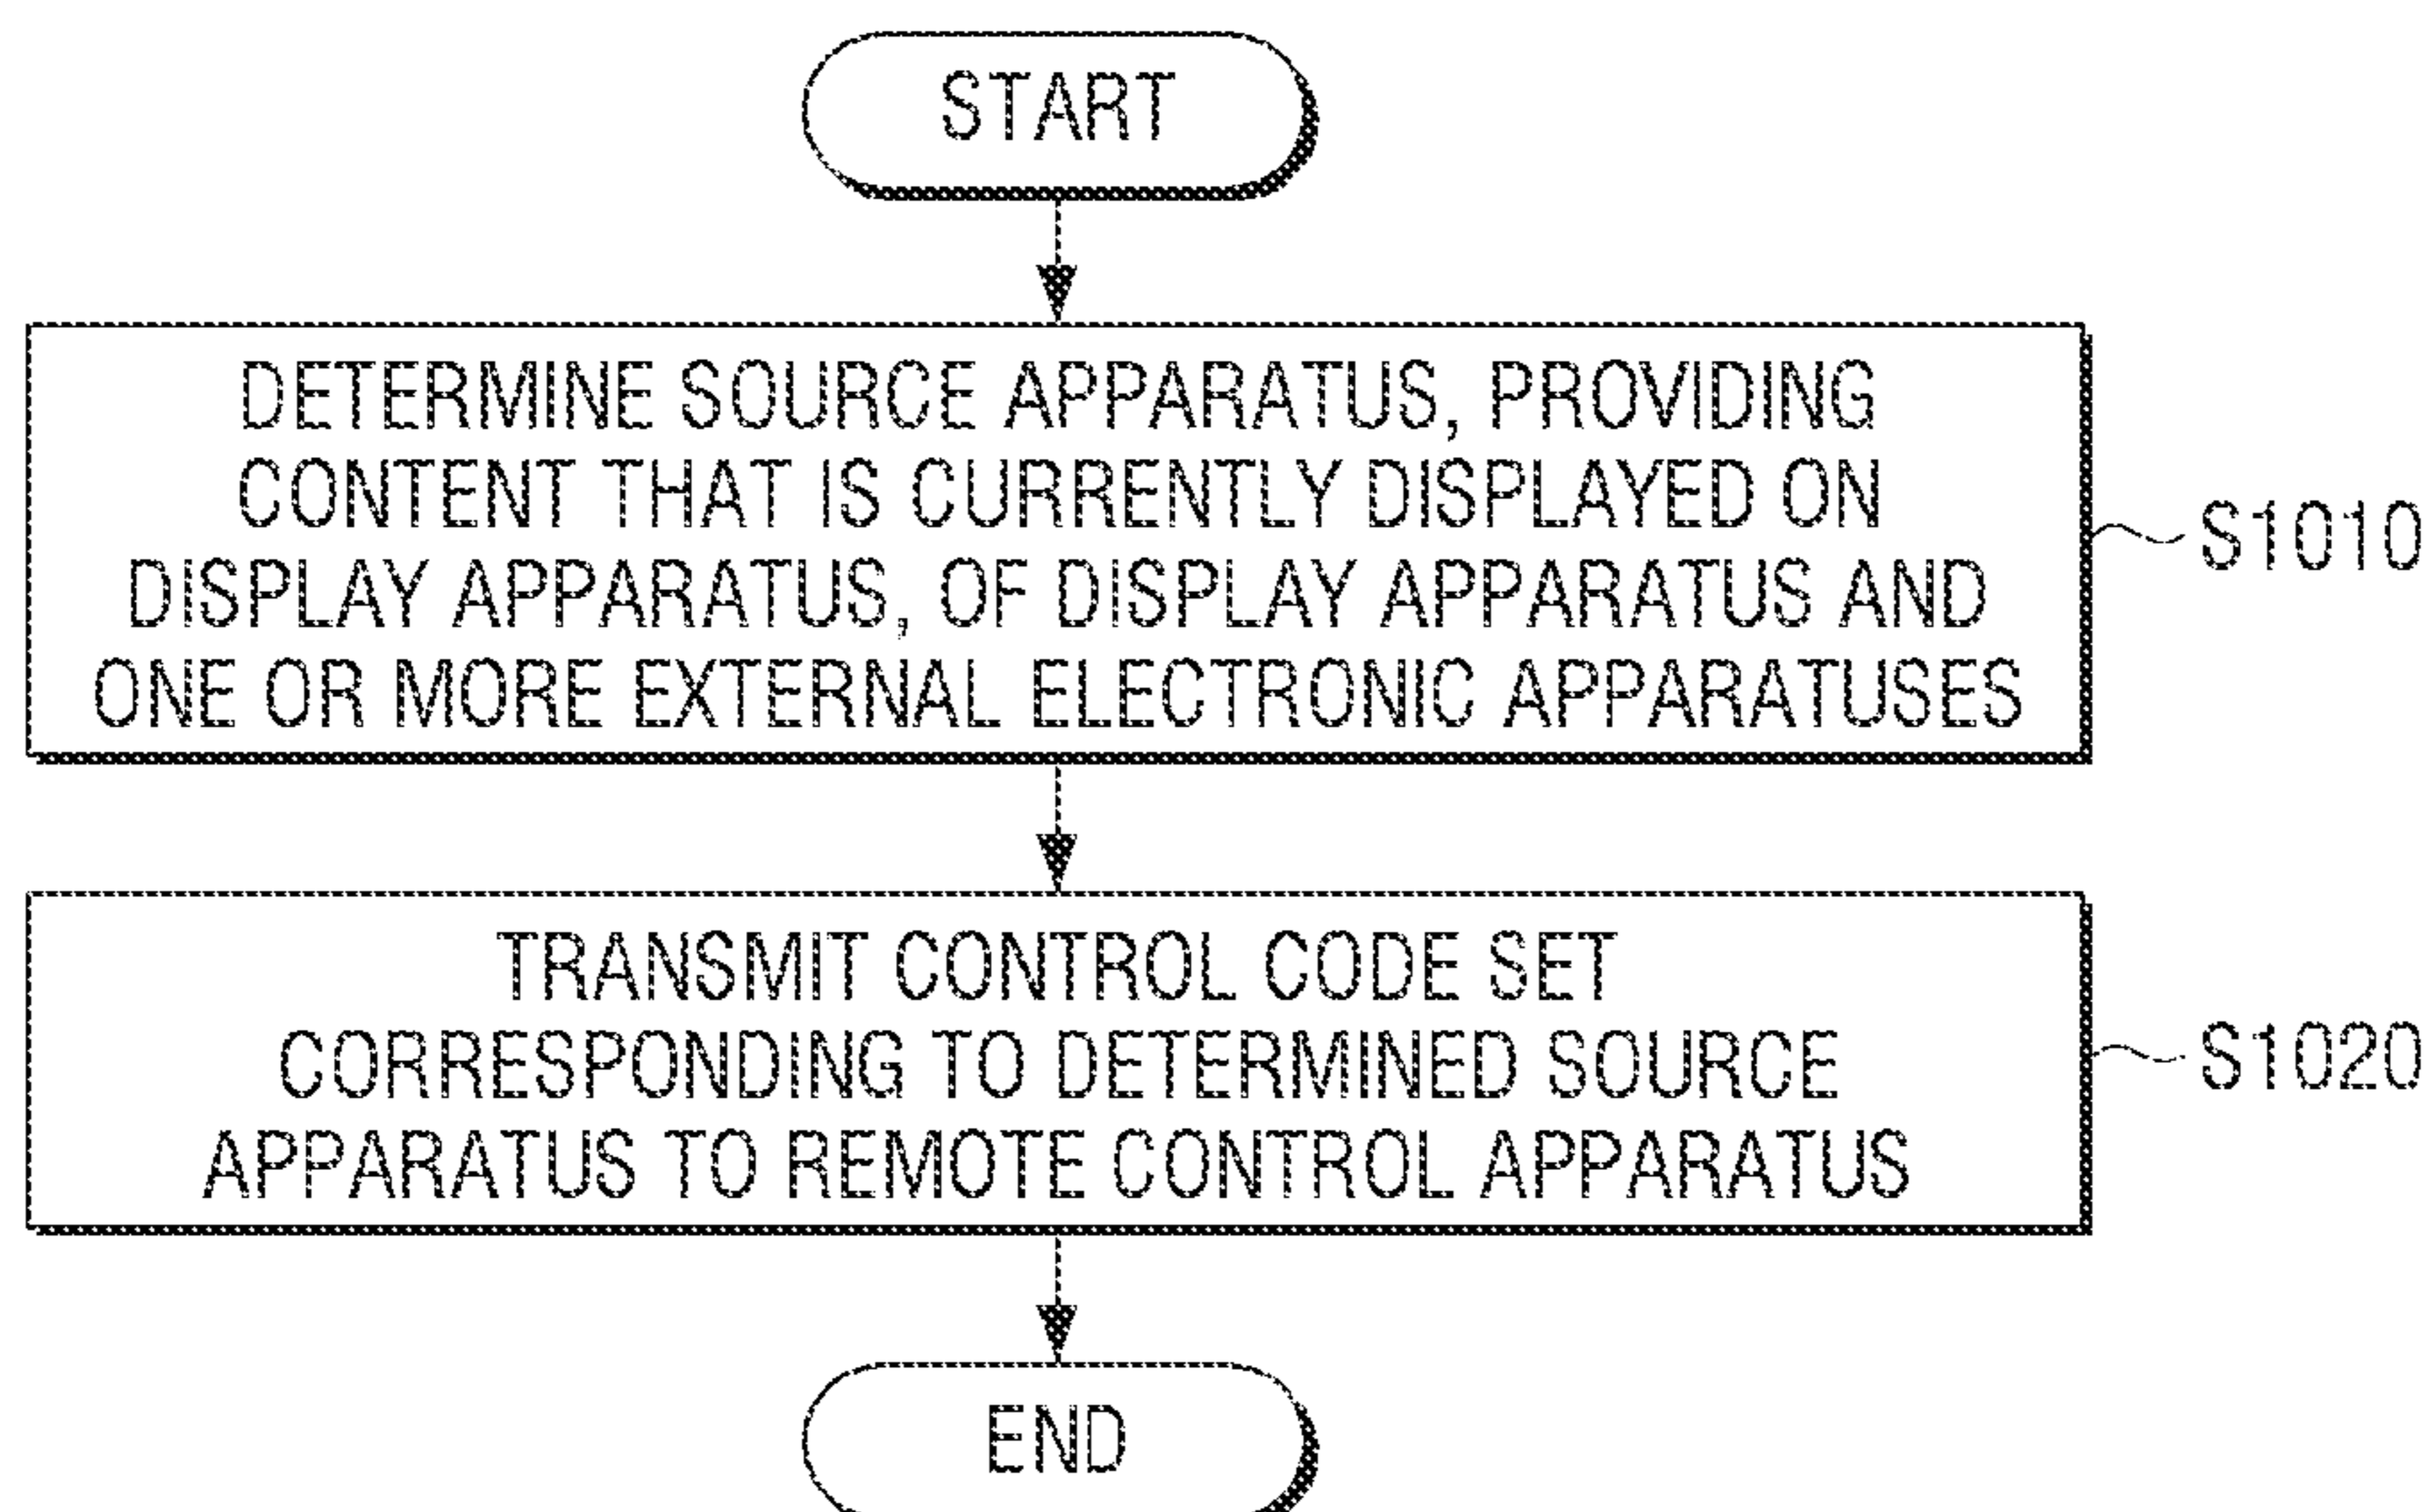 START
DETERMINE SOURCE APPARATUS, PROVIDING
CONTENT THAT IS CURRENTLY DISPLAYED ON
DISPLAY APPARATUS, OF DISPLAY APPARATUS AND
ONE OR MORE EXTERNAL ELECTRONIC APPARATUSES
S1010
TRANSMIT CONTROL CODE SET
CORRESPONDING TO DETERMINED SOURCE
APPARATUS TO REMOTE CONTROL APPARATUS
S1020
END